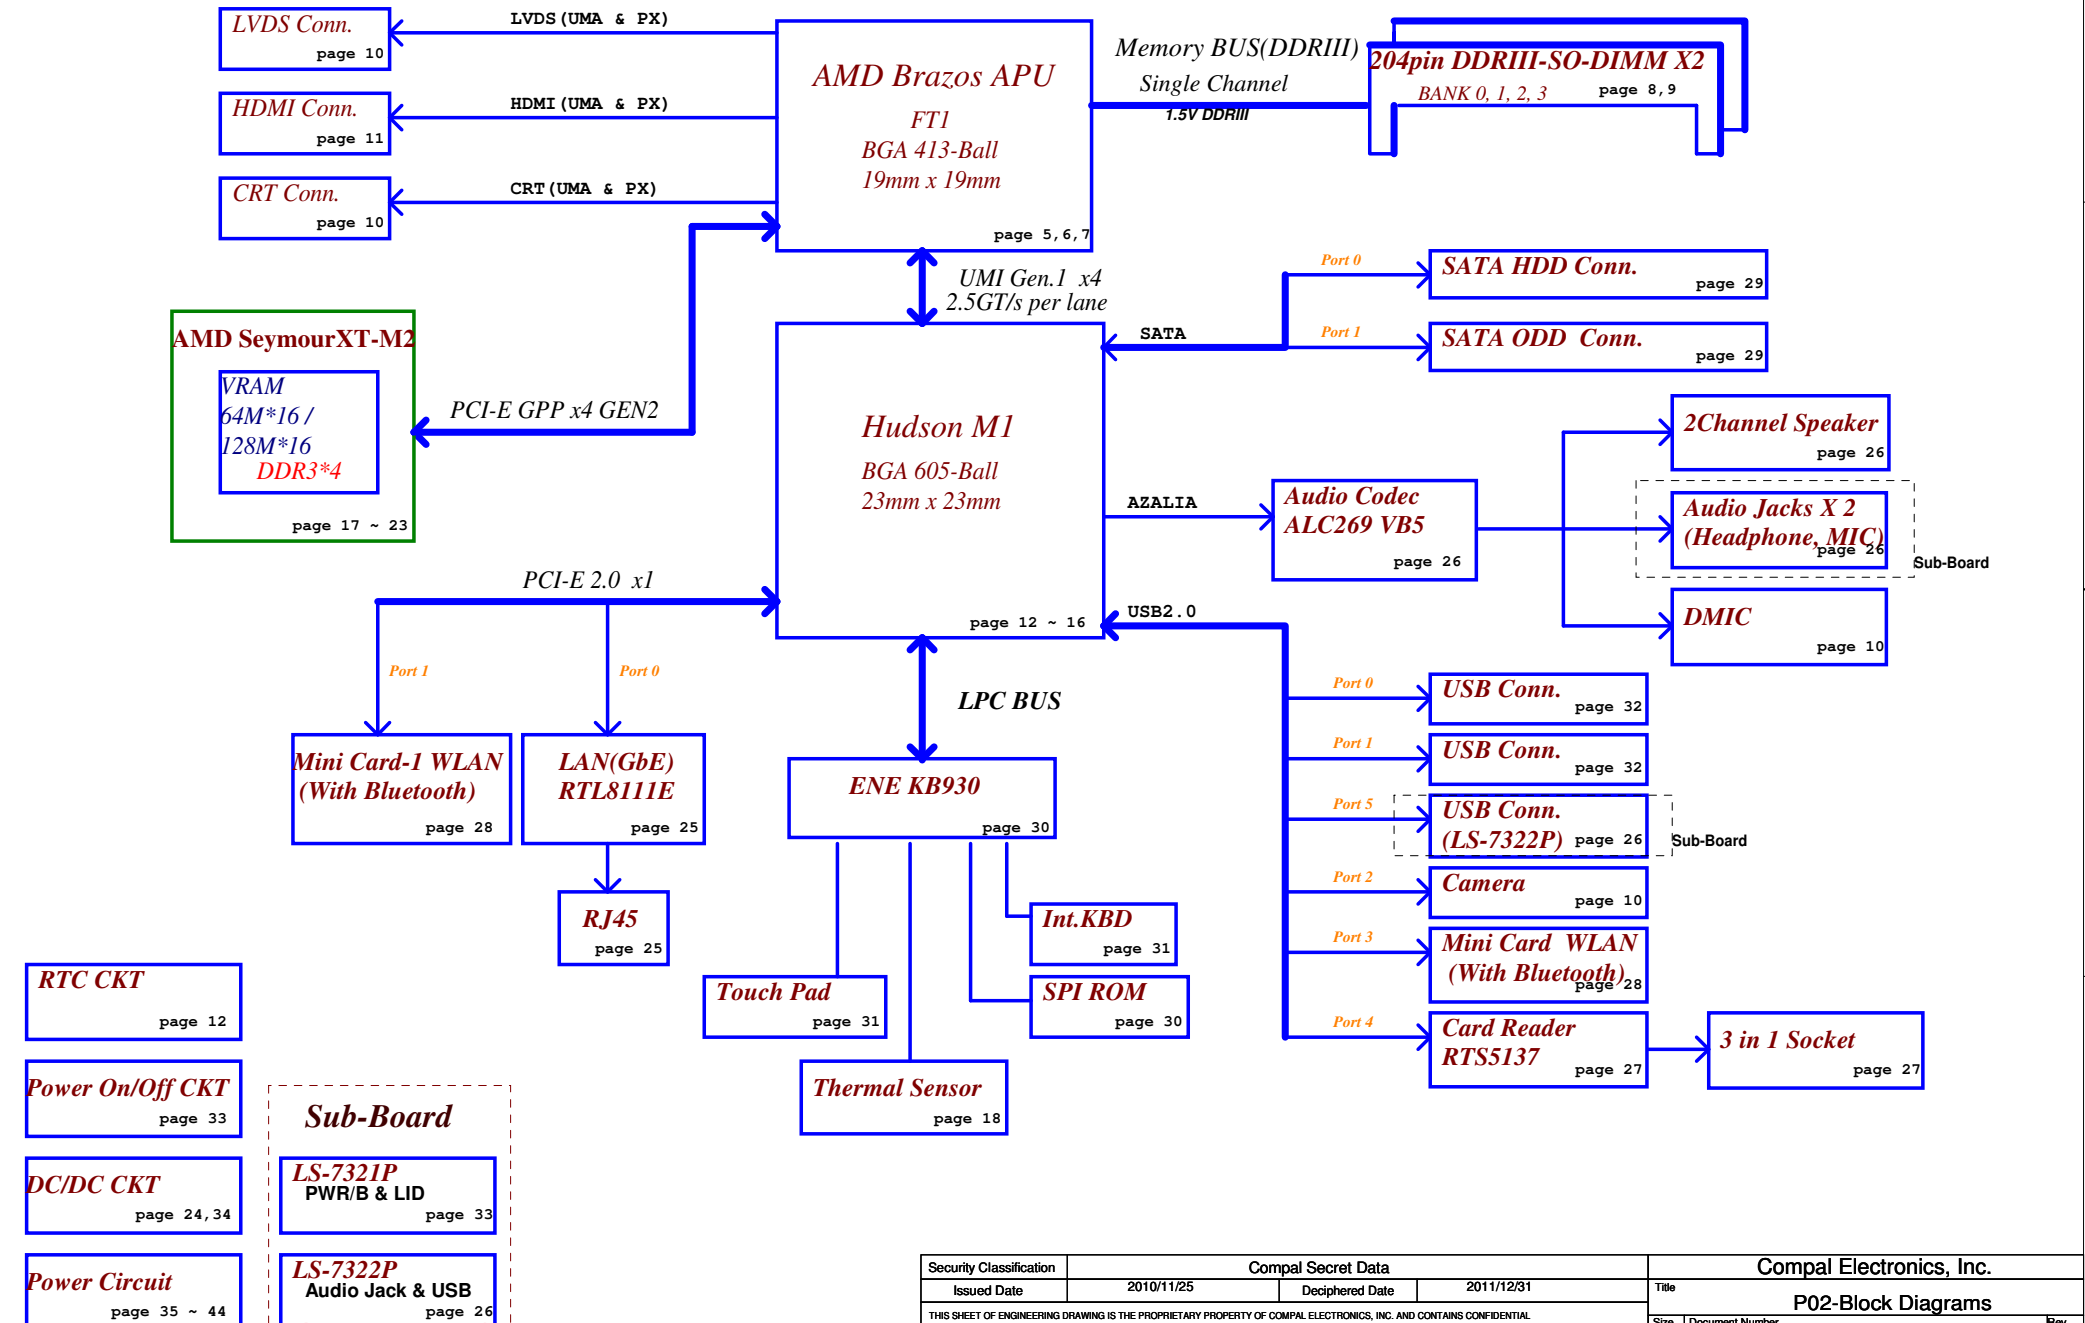 LVDS Conn.
page 10
LVDS(UMA & PX)
HDMI Conn.
page 11
HDMI(UMA & PX)
CRT Conn.
page 10
CRT(UMA & PX)
AMD Brazos APU
FT1
BGA 413-Ball
19mm x 19mm
page 5,6,7
Memory BUS(DDRIII)
Single Channel
1.5V DDRIII
204pin DDRIII-SO-DIMM X2
BANK 0, 1, 2, 3
page 8,9
UMI Gen.1 x4
2.5GT/s per lane
AMD SeymourXT-M2
VRAM
64M*16 /
128M*16
DDR3*4
page 17 ~ 23
PCI-E GPP x4 GEN2
Hudson M1
BGA 605-Ball
23mm x 23mm
page 12 ~ 16
SATA
Port 0
SATA HDD Conn.
page 29
Port 1
SATA ODD Conn.
page 29
AZALIA
Audio Codec
ALC269 VB5
page 26
2Channel Speaker
page 26
Audio Jacks X 2
(Headphone, MIC)
page 26
Sub-Board
DMIC
page 10
PCI-E 2.0 x1
Port 1
Port 0
Mini Card-1 WLAN
(With Bluetooth)
page 28
LAN(GbE)
RTL8111E
page 25
RJ45
page 25
LPC BUS
ENE KB930
page 30
Int.KBD
page 31
Touch Pad
page 31
SPI ROM
page 30
Thermal Sensor
page 18
USB2.0
Port 0
USB Conn.
page 32
Port 1
USB Conn.
page 32
Port 5
USB Conn.
(LS-7322P)
page 26
Sub-Board
Port 2
Camera
page 10
Port 3
Mini Card WLAN
(With Bluetooth)
page 28
Port 4
Card Reader
RTS5137
page 27
3 in 1 Socket
page 27
RTC CKT
page 12
Power On/Off CKT
page 33
DC/DC CKT
page 24,34
Power Circuit
page 35 ~ 44
Sub-Board
LS-7321P
PWR/B & LID
page 33
LS-7322P
Audio Jack & USB
page 26
Security Classification
Compal Secret Data
Issued Date
2010/11/25
Deciphered Date
2011/12/31
THIS SHEET OF ENGINEERING DRAWING IS THE PROPRIETARY PROPERTY OF COMPAL ELECTRONICS, INC. AND CONTAINS CONFIDENTIAL
Compal Electronics, Inc.
Title
P02-Block Diagrams
Size
Document Number
Rev